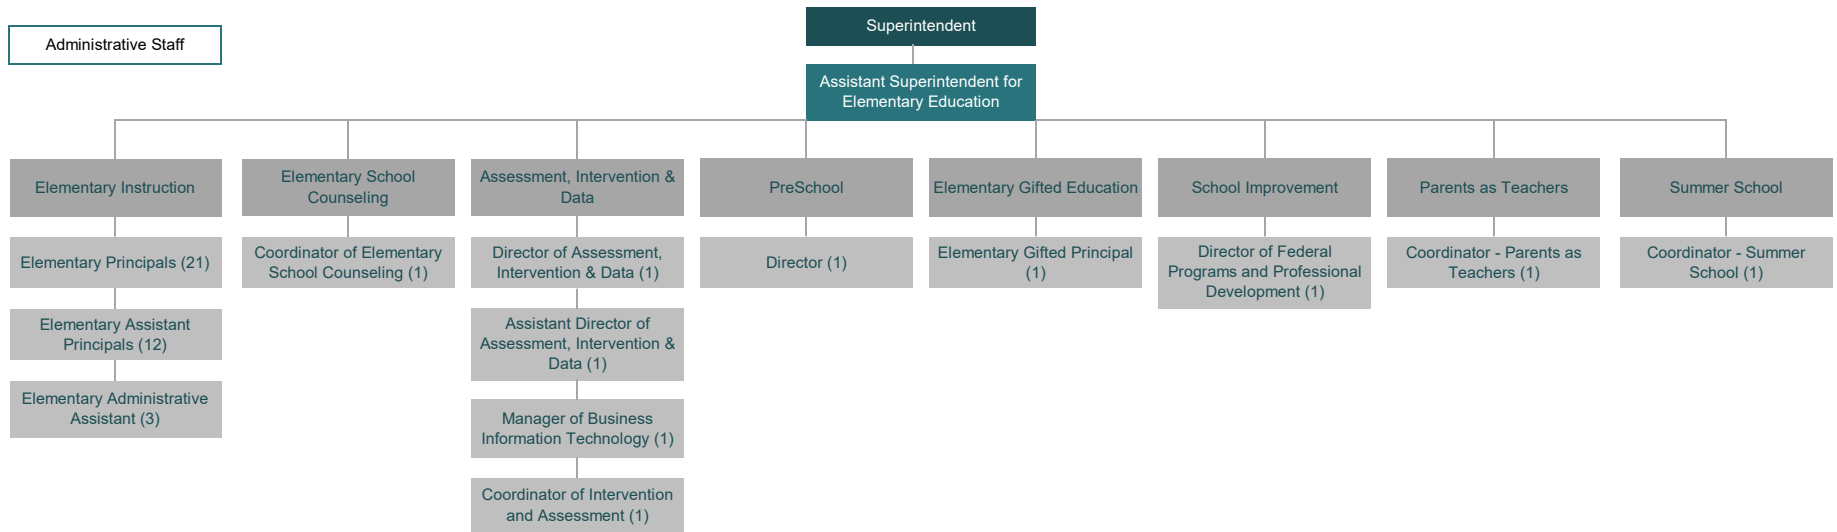 Administrative Staff
Superintendent
Assistant Superintendent for
Elementary Education
Elementary Instruction
Elementary Principals (21)
Elementary Assistant
Principals (12)
Elementary Administrative
Assistant (3)
Elementary School
Counseling
Coordinator of Elementary
School Counseling (1)
Assessment, Intervention &
Data
Director of Assessment,
Intervention & Data (1)
Assistant Director of
Assessment, Intervention &
Data (1)
Manager of Business
Information Technology (1)
Coordinator of Intervention
and Assessment (1)
PreSchool
Director (1)
Elementary Gifted Education
Elementary Gifted Principal
(1)
School Improvement
Director of Federal
Programs and Professional
Development (1)
Parents as Teachers
Coordinator - Parents as
Teachers (1)
Summer School
Coordinator - Summer
School (1)